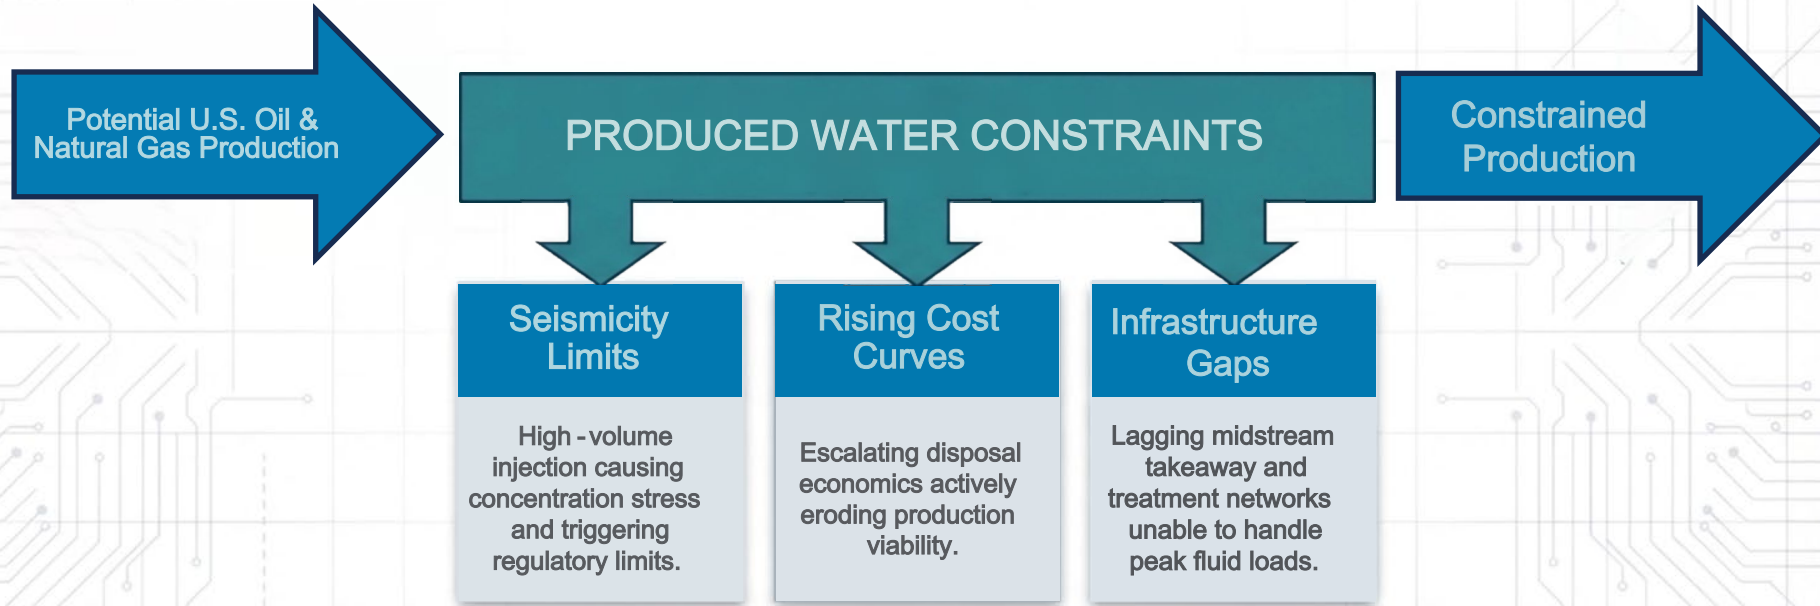 Potential U.S. Oil &
Natural Gas Production
PRODUCED WATER CONSTRAINTS
Constrained
Production
Seismicity
Limits
High-volume
injection causing
concentration stress
and triggering
regulatory limits.
Rising Cost
Curves
Escalating disposal
economics actively
eroding production
viability.
Infrastructure
Gaps
Lagging midstream
takeaway and
treatment networks
unable to handle
peak fluid loads.